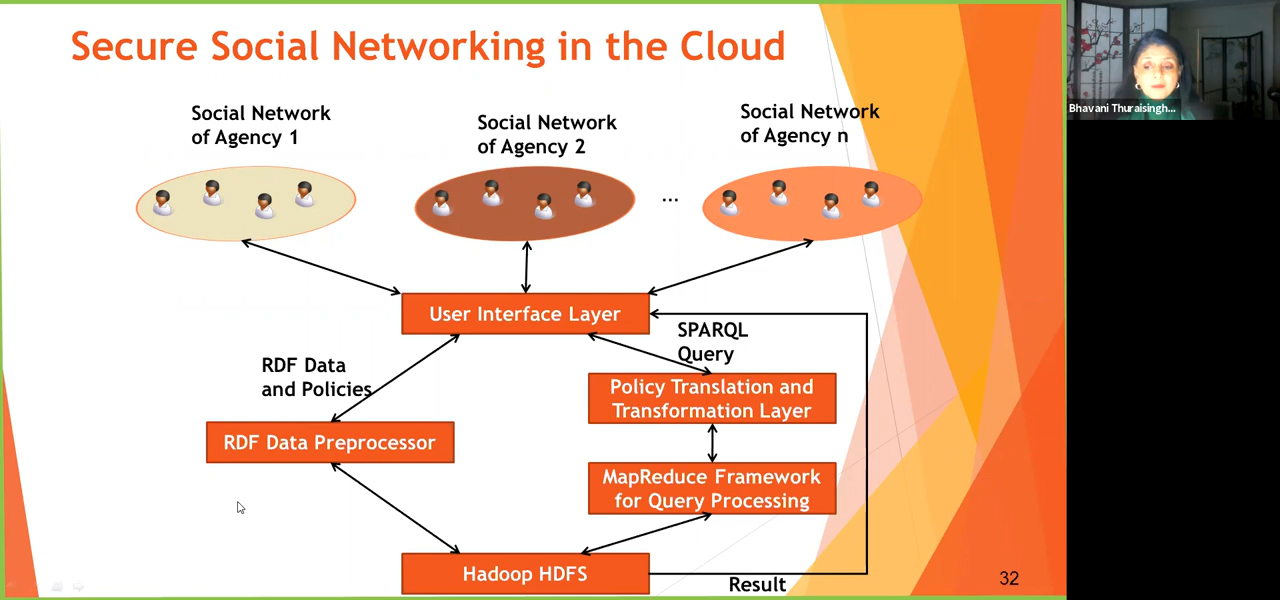 Secure Social Networking in the Cloud
Bhavani Thuraisingh...
Social Network
of Agency 1
Social Network
of Agency 2
Social Network
of Agency n
...
User Interface Layer
SPARQL
Query
RDF Data
and Policies
Policy Translation and
Transformation Layer
RDF Data Preprocessor
MapReduce Framework
for Query Processing
Hadoop HDFS
Result
32